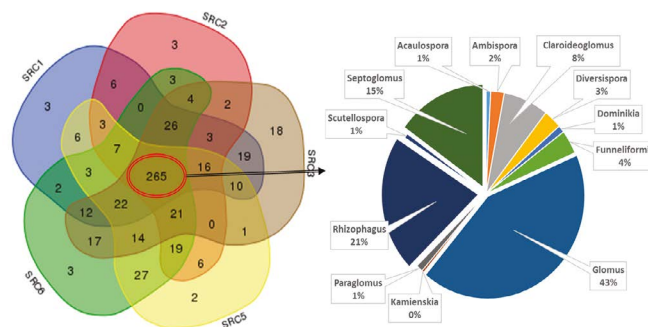 SRC2
SRC1
SRC3
SRC6
SRC5
3
3
6
3
0
4
2
18
26
3
19
6
3
7
16
10
3
265
2
12
22
21
0
1
17
14
19
6
3
27
2
Acaulospora
1%
Ambispora
2%
Claroideoglomus
8%
Septoglomus
15%
Diversispora
3%
Dominikia
1%
Scutellospora
1%
Funneliformi
4%
Rhizophagus
21%
Glomus
43%
Paraglomus
1%
Kamienskia
0%